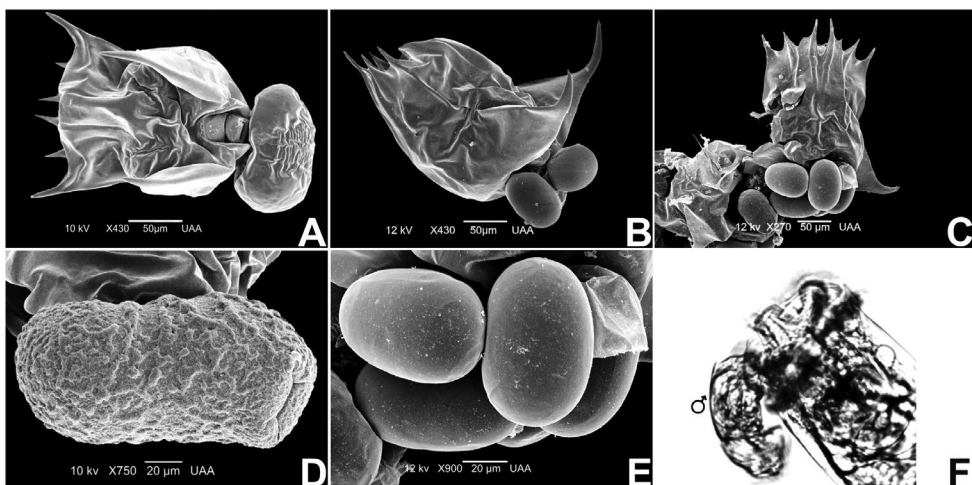 10 kV X430 50µm UAA A
12 kV X430 50µm UAA B
12 kv X270 50 µm UAA C
10 kV X750 20 µm UAA D
12 kv X900 20 µm UAA E
♂ F